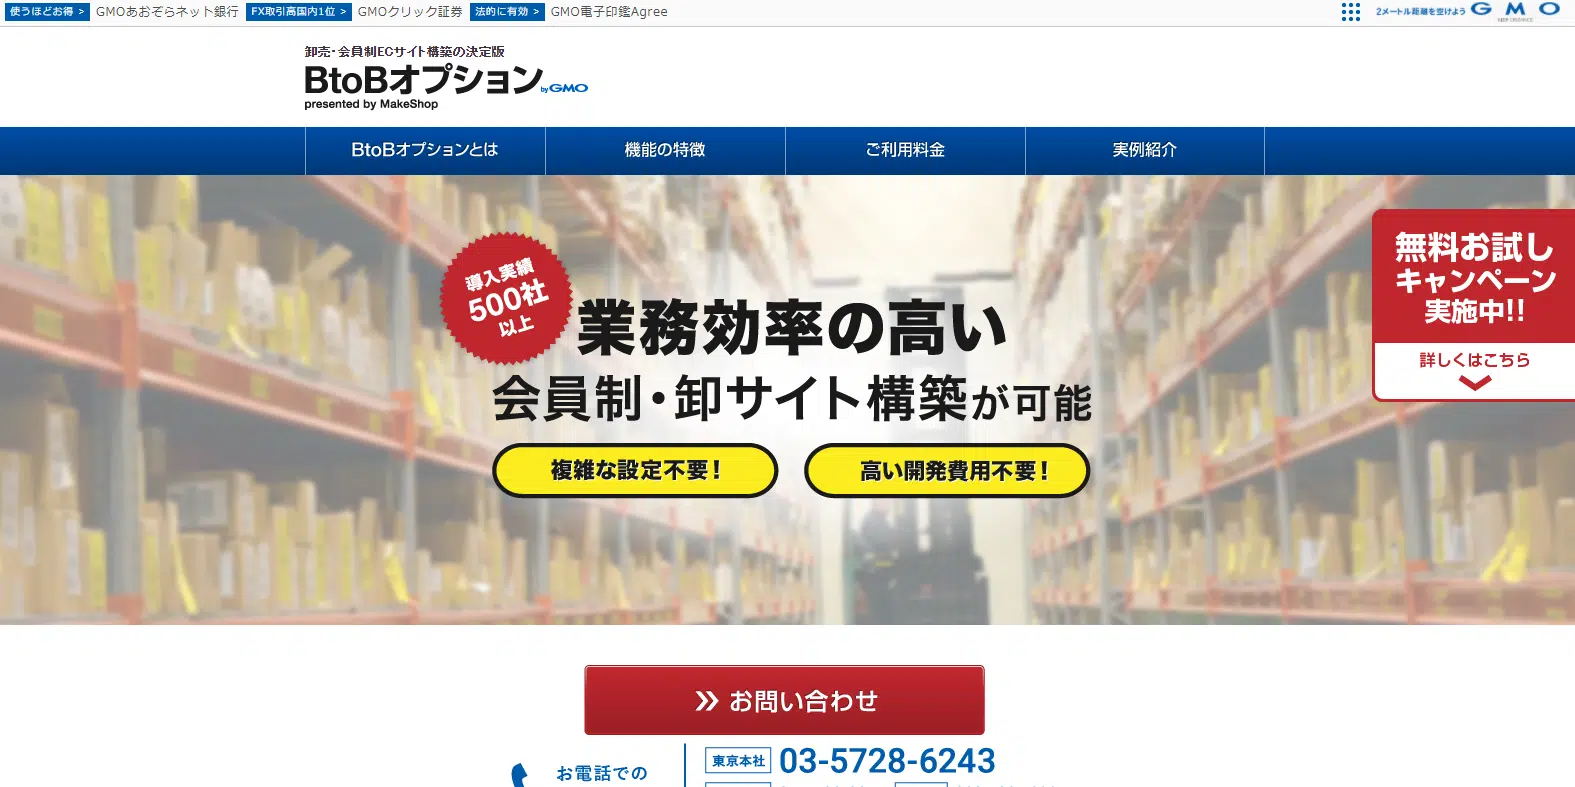 使うほどお得 > GMOあおぞらネット銀行 FX取引高国内1位 > GMOクリック証券 法的に有効 > GMO電子印鑑Agree
2メートル距離を空けよう G M O
KEEP DISTANCE
卸売・会員制ECサイト構築の決定版
BtoBオプション byGMO
presented by MakeShop
BtoBオプションとは 機能の特徴 ご利用料金 実例紹介
導入実績
500社
以上
業務効率の高い
会員制・卸サイト構築が可能
複雑な設定不要! 高い開発費用不要!
無料お試し
キャンペーン
実施中!!
詳しくはこちら
お問い合わせ
お電話での
東京本社 03-5728-6243